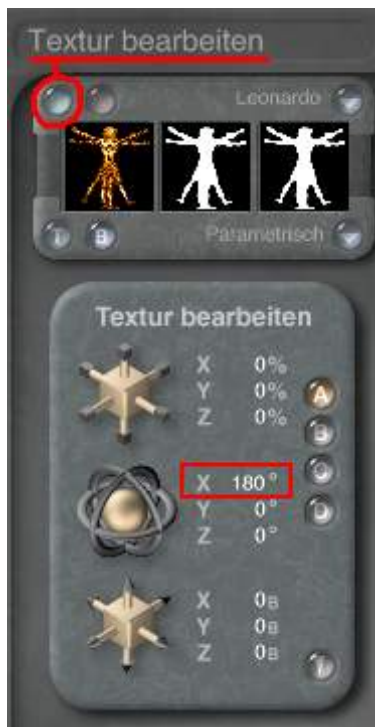 Textur bearbeiten
Leonardo
T B
Parametrisch
Textur bearbeiten
X 0%
Y 0%
Z 0%
A
B
C
D
X 180°
Y 0°
Z 0°
X 0B
Y 0B
Z 0B